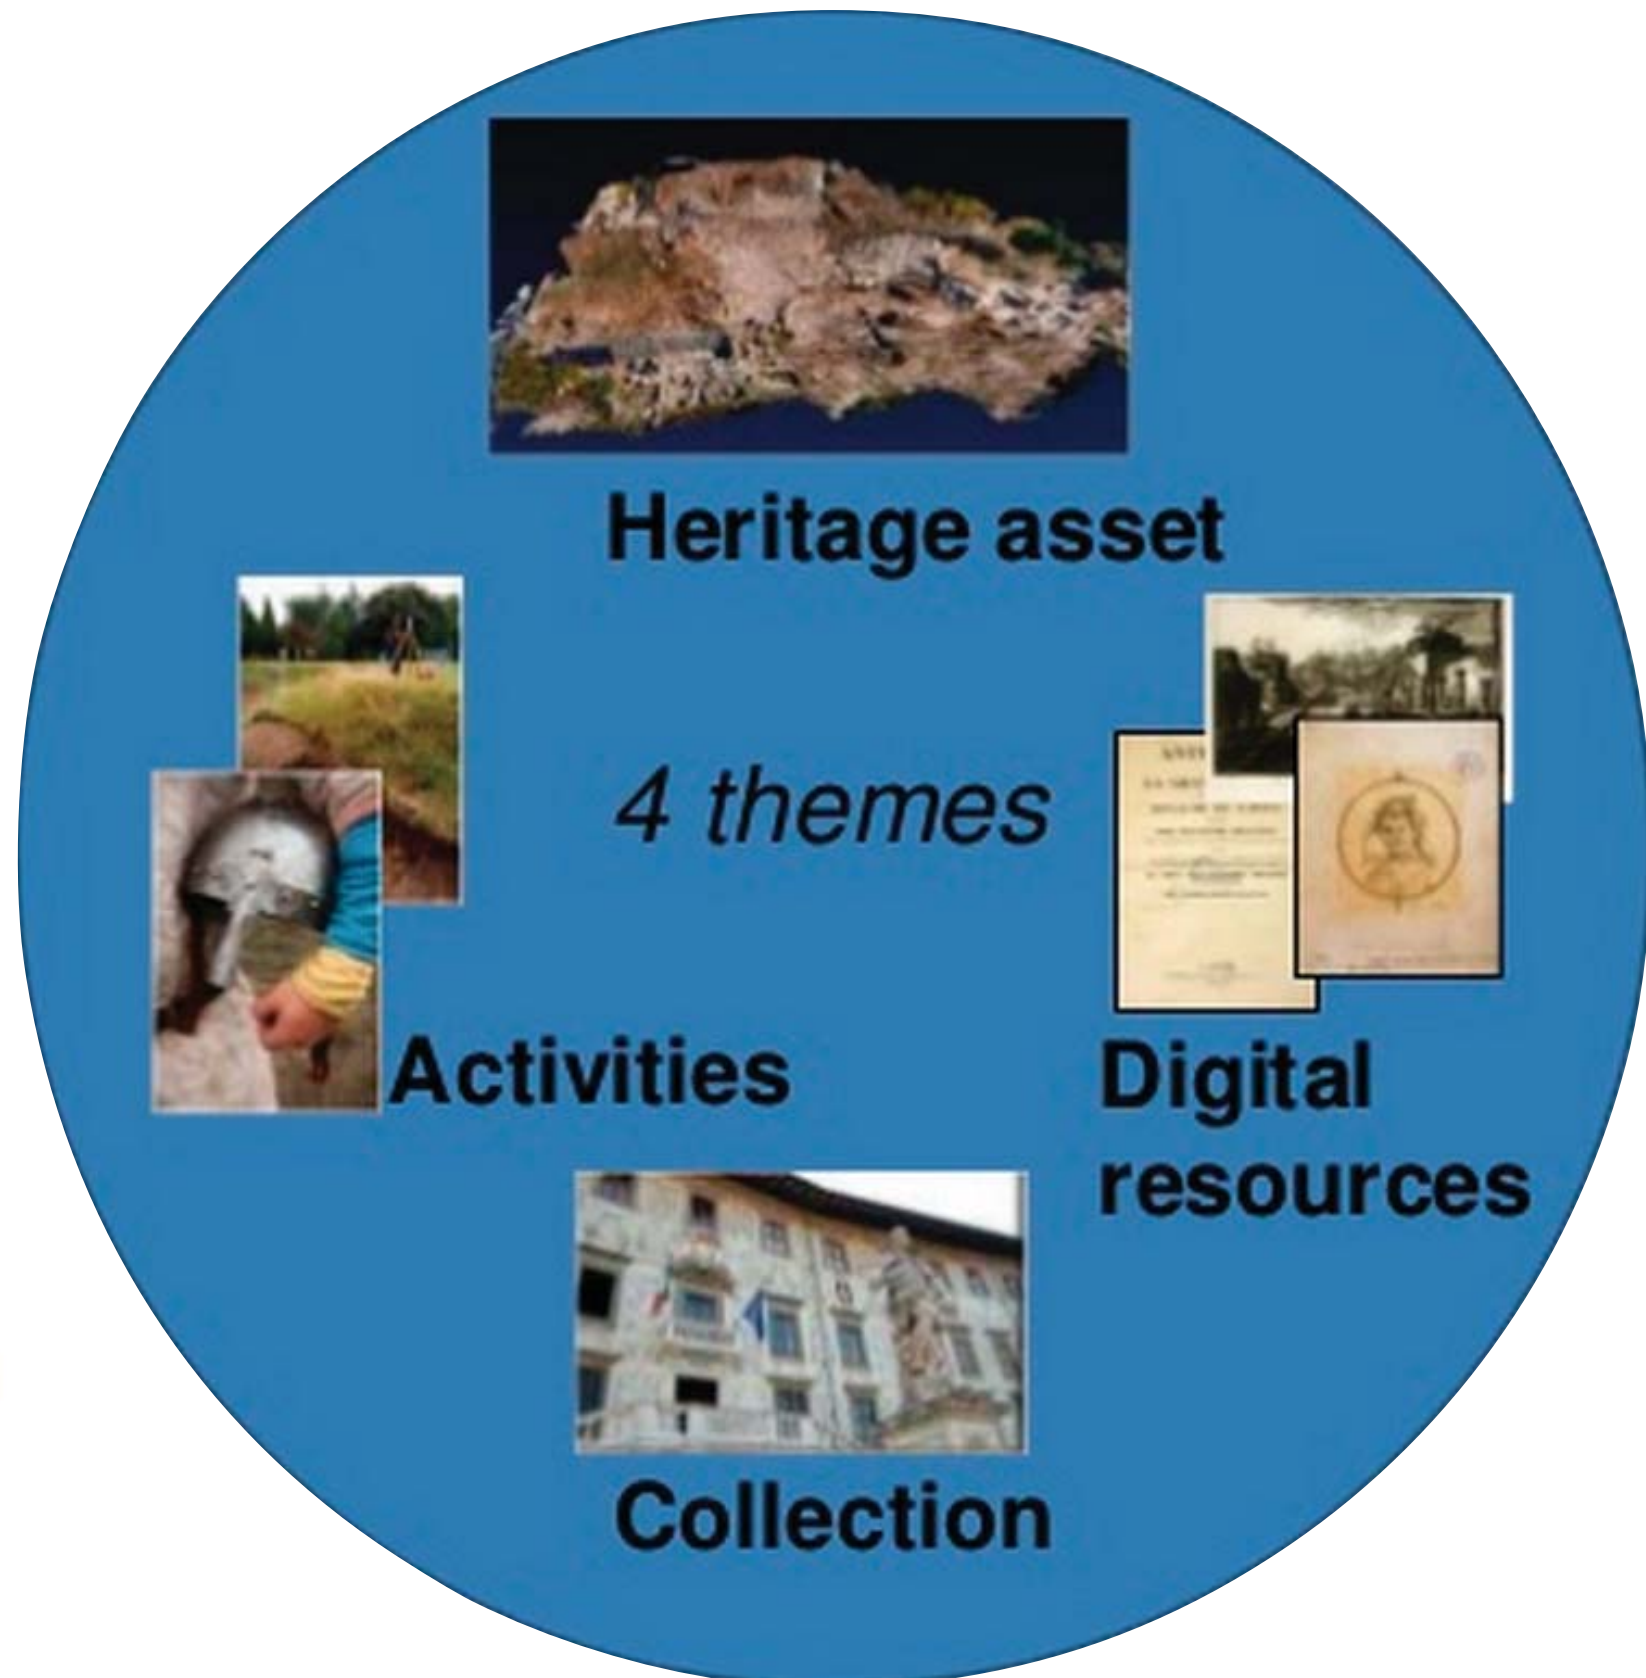 Heritage asset
4 themes
Activities
Digital
resources
Collection